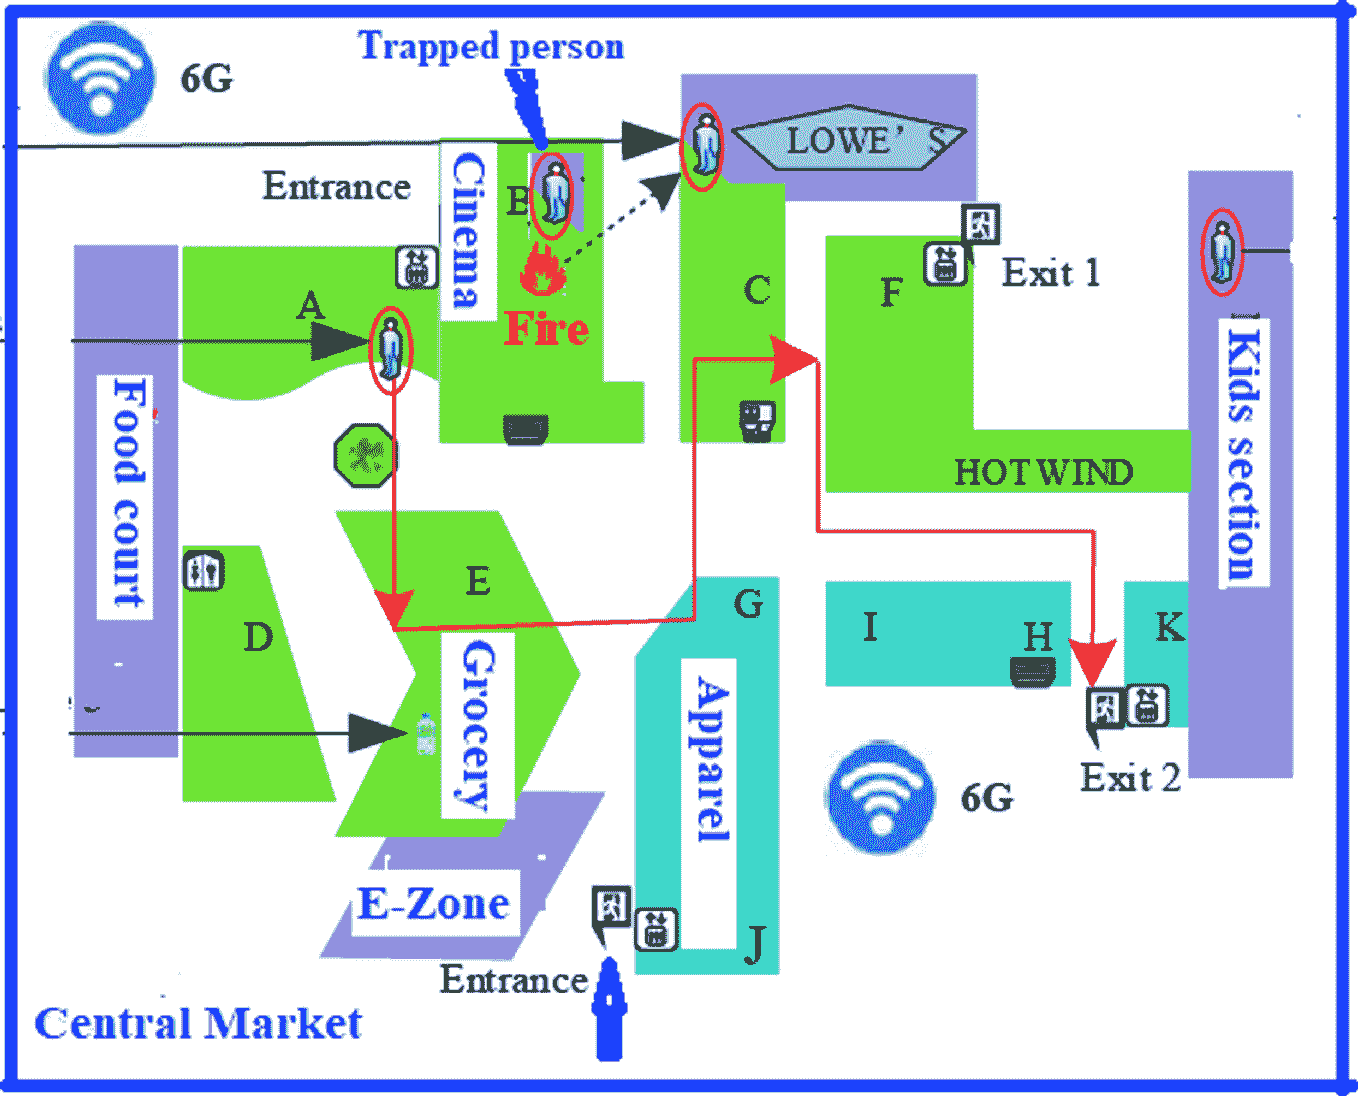 6G
Trapped person
LOWE'S
Entrance
Cinema
B
Fire
A
C
F
Exit 1
Food court
HOT WIND
Kids section
D
E
Grocery
G
Apparel
I
H
K
Exit 2
6G
E-Zone
J
Entrance
Central Market